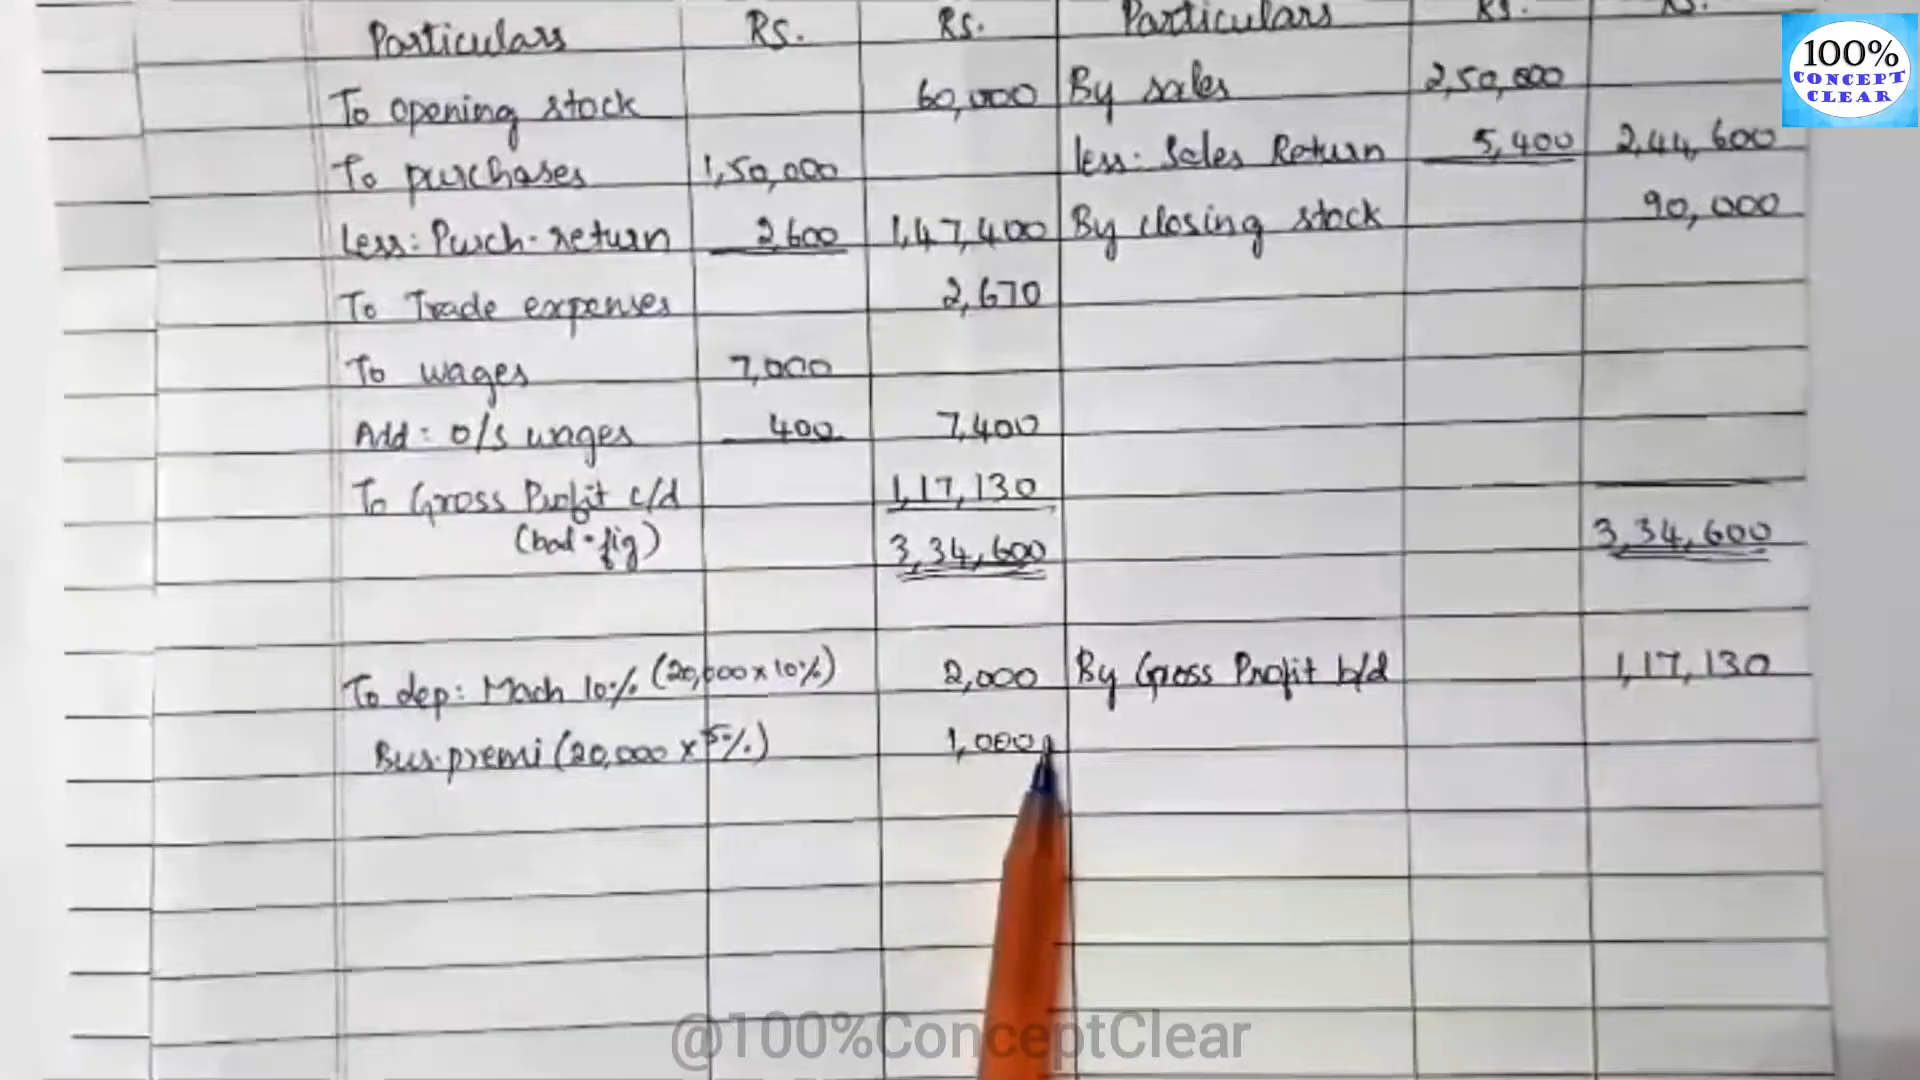 Particulars Rs. Rs. Particulars Rs. Rs.
To opening stock 60,000 By sales 2,50,000
To purchases 1,50,000 less: Sales Return 5,400 2,44,600
Less: Purch. return 2600 1,47,400 By closing stock 90,000
To Trade expenses 2,670
To wages 7,000
Add: o/s wages 400 7,400
To Gross Profit c/d 1,17,130
(bal. fig) 3,34,600 3,34,600
To dep: Mach 10% (20,000 x 10%) 2,000 By Gross Profit b/d 1,17,130
Bus. premi (20,000 x 5%) 1,000
100%
CONCEPT
CLEAR
@100%ConceptClear